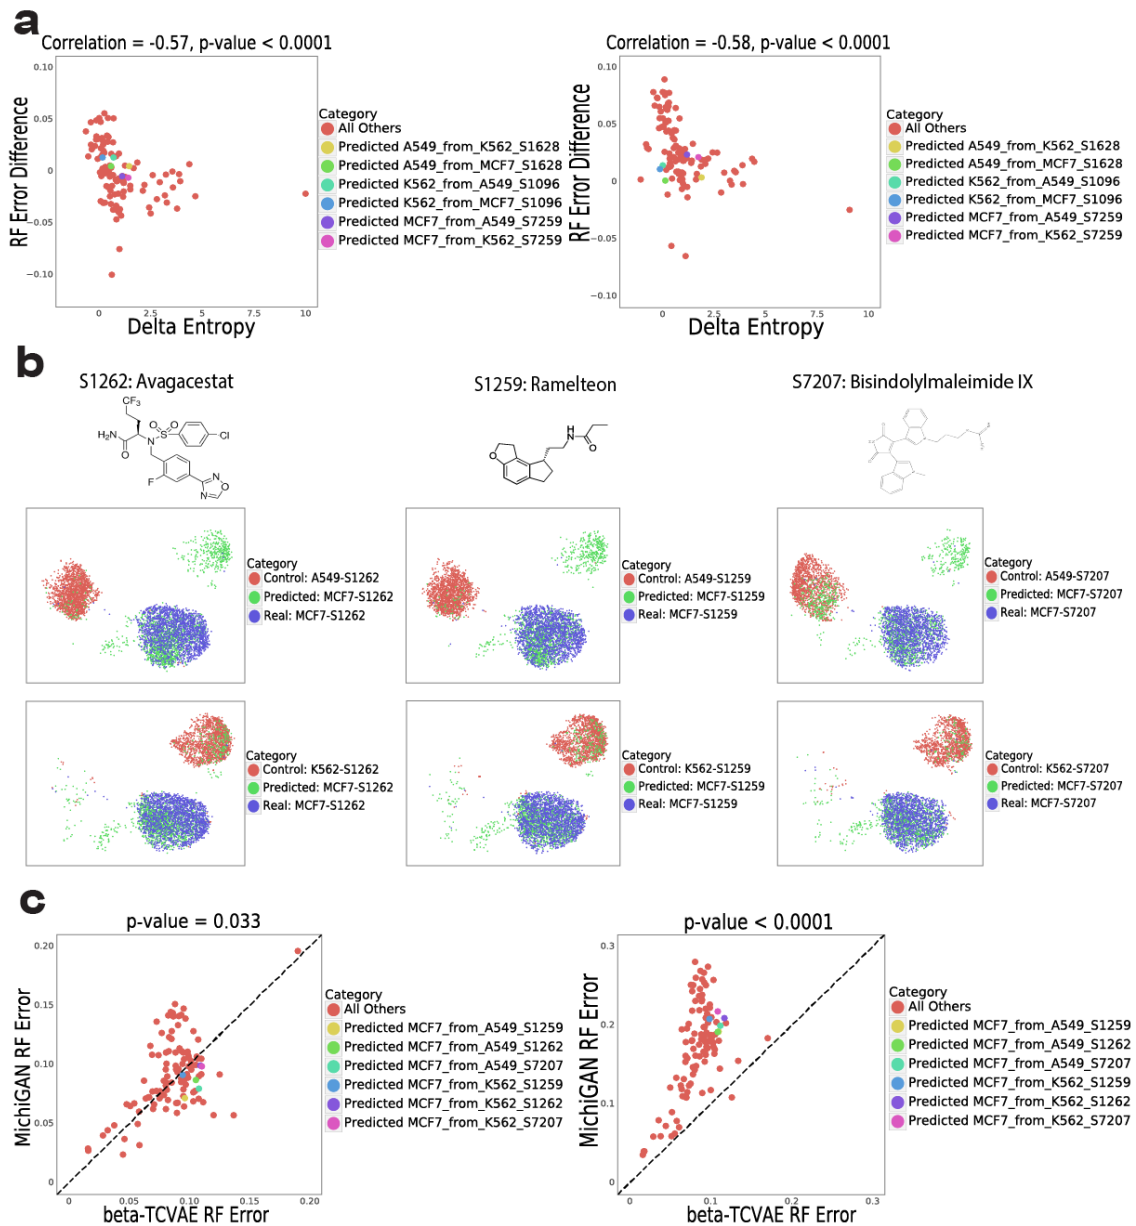 a
Correlation = -0.57, p-value < 0.0001
RF Error Difference
0.10
0.05
0
−0.05
−0.10
0
2.5
5
7.5
10
Delta Entropy
Category
All Others
Predicted A549_from_K562_S1628
Predicted A549_from_MCF7_S1628
Predicted K562_from_A549_S1096
Predicted K562_from_MCF7_S1096
Predicted MCF7_from_A549_S7259
Predicted MCF7_from_K562_S7259
Correlation = -0.58, p-value < 0.0001
RF Error Difference
0.10
0.05
0
−0.05
−0.10
0
2.5
5
7.5
10
Delta Entropy
Category
All Others
Predicted A549_from_K562_S1628
Predicted A549_from_MCF7_S1628
Predicted K562_from_A549_S1096
Predicted K562_from_MCF7_S1096
Predicted MCF7_from_A549_S7259
Predicted MCF7_from_K562_S7259
b
S1262: Avagacestat
S1259: Ramelteon
S7207: Bisindolylmaleimide IX
CF3
H2N
O
N
S
O O
Cl
F
N
O
N
O
H
N
O
Category
Control: A549-S1262
Predicted: MCF7-S1262
Real: MCF7-S1262
Category
Control: A549-S1259
Predicted: MCF7-S1259
Real: MCF7-S1259
Category
Control: A549-S7207
Predicted: MCF7-S7207
Real: MCF7-S7207
Category
Control: K562-S1262
Predicted: MCF7-S1262
Real: MCF7-S1262
Category
Control: K562-S1259
Predicted: MCF7-S1259
Real: MCF7-S1259
Category
Control: K562-S7207
Predicted: MCF7-S7207
Real: MCF7-S7207
c
p-value = 0.033
MichiGAN RF Error
0.20
0.15
0.10
0.05
0
0
0.05
0.10
0.15
0.20
beta-TCVAE RF Error
Category
All Others
Predicted MCF7_from_A549_S1259
Predicted MCF7_from_A549_S1262
Predicted MCF7_from_A549_S7207
Predicted MCF7_from_K562_S1259
Predicted MCF7_from_K562_S1262
Predicted MCF7_from_K562_S7207
p-value < 0.0001
MichiGAN RF Error
0.3
0.2
0.1
0
0
0.1
0.2
0.3
beta-TCVAE RF Error
Category
All Others
Predicted MCF7_from_A549_S1259
Predicted MCF7_from_A549_S1262
Predicted MCF7_from_A549_S7207
Predicted MCF7_from_K562_S1259
Predicted MCF7_from_K562_S1262
Predicted MCF7_from_K562_S7207